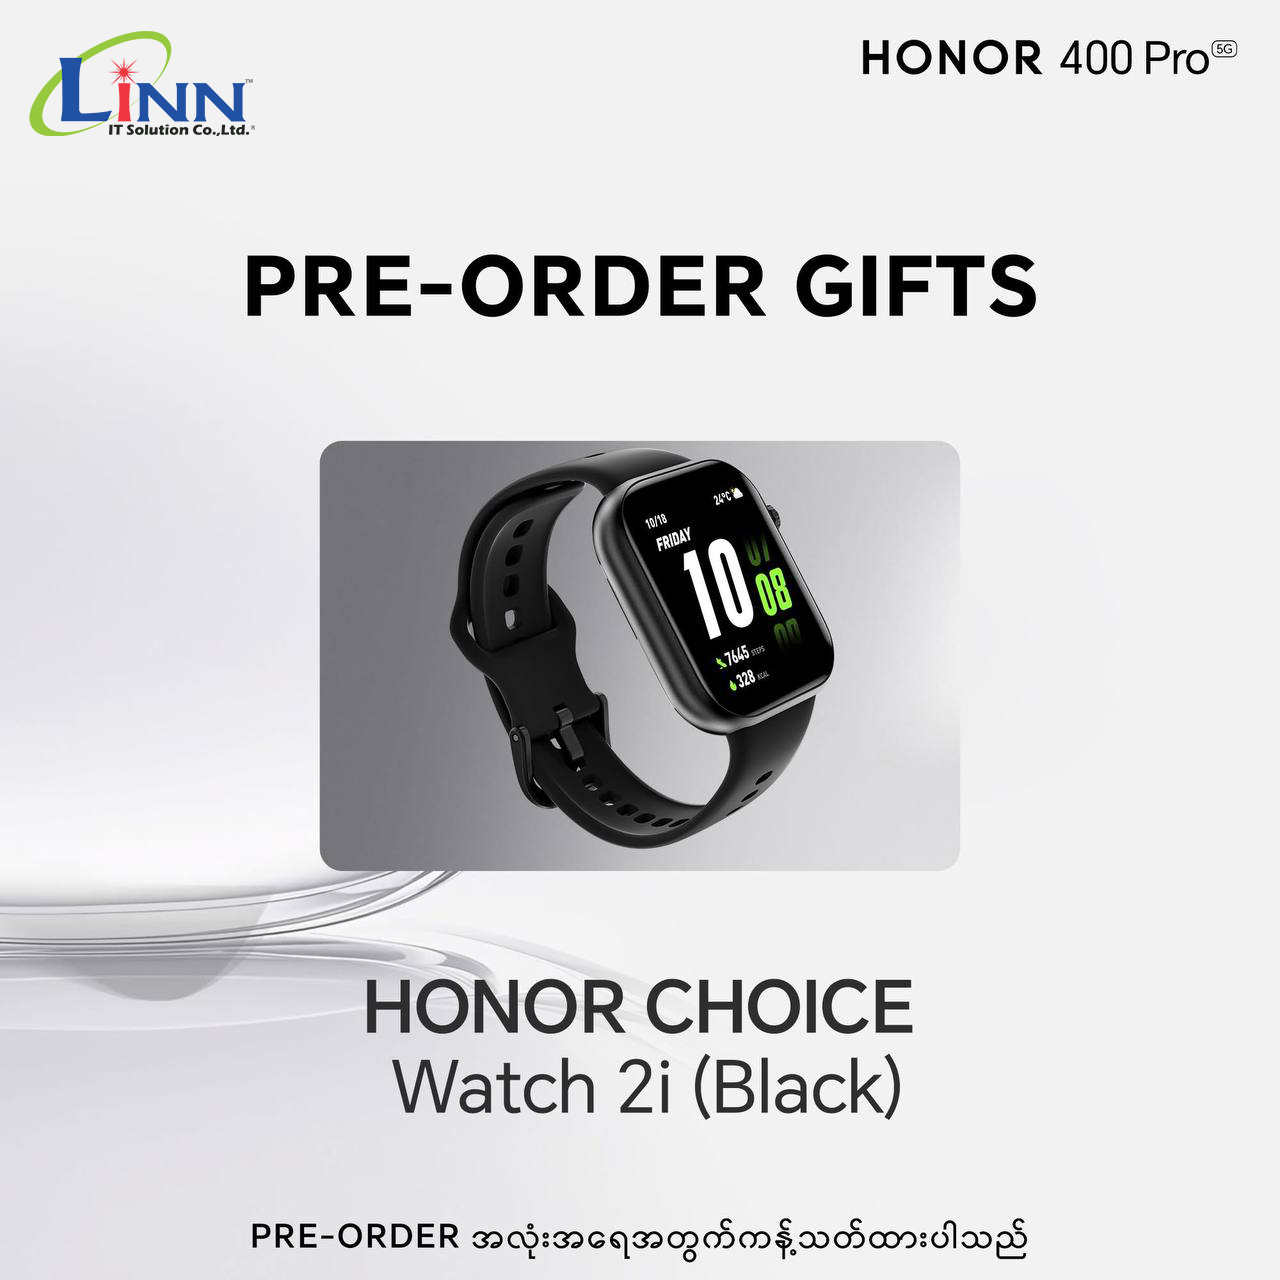 LiNN™
IT Solution Co.,Ltd.®
HONOR 400 Pro 5G
PRE-ORDER GIFTS
24°C
10/18
FRIDAY
07
10 08
09
7645 STEPS
328 KCAL
HONOR CHOICE
Watch 2i (Black)
PRE-ORDER အလုံးအရေအတွက်ကန့်သတ်ထားပါသည်